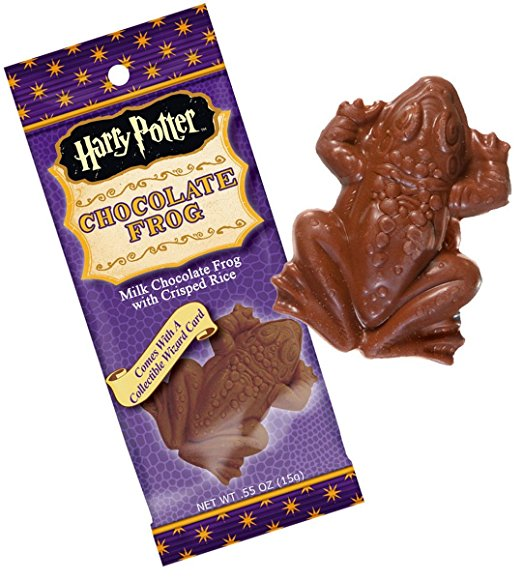 Harry Potter™
CHOCOLATE
FROG
Milk Chocolate Frog
with Crisped Rice
Comes With A
Collectible Wizard Card
NET WT .55 OZ (15g)